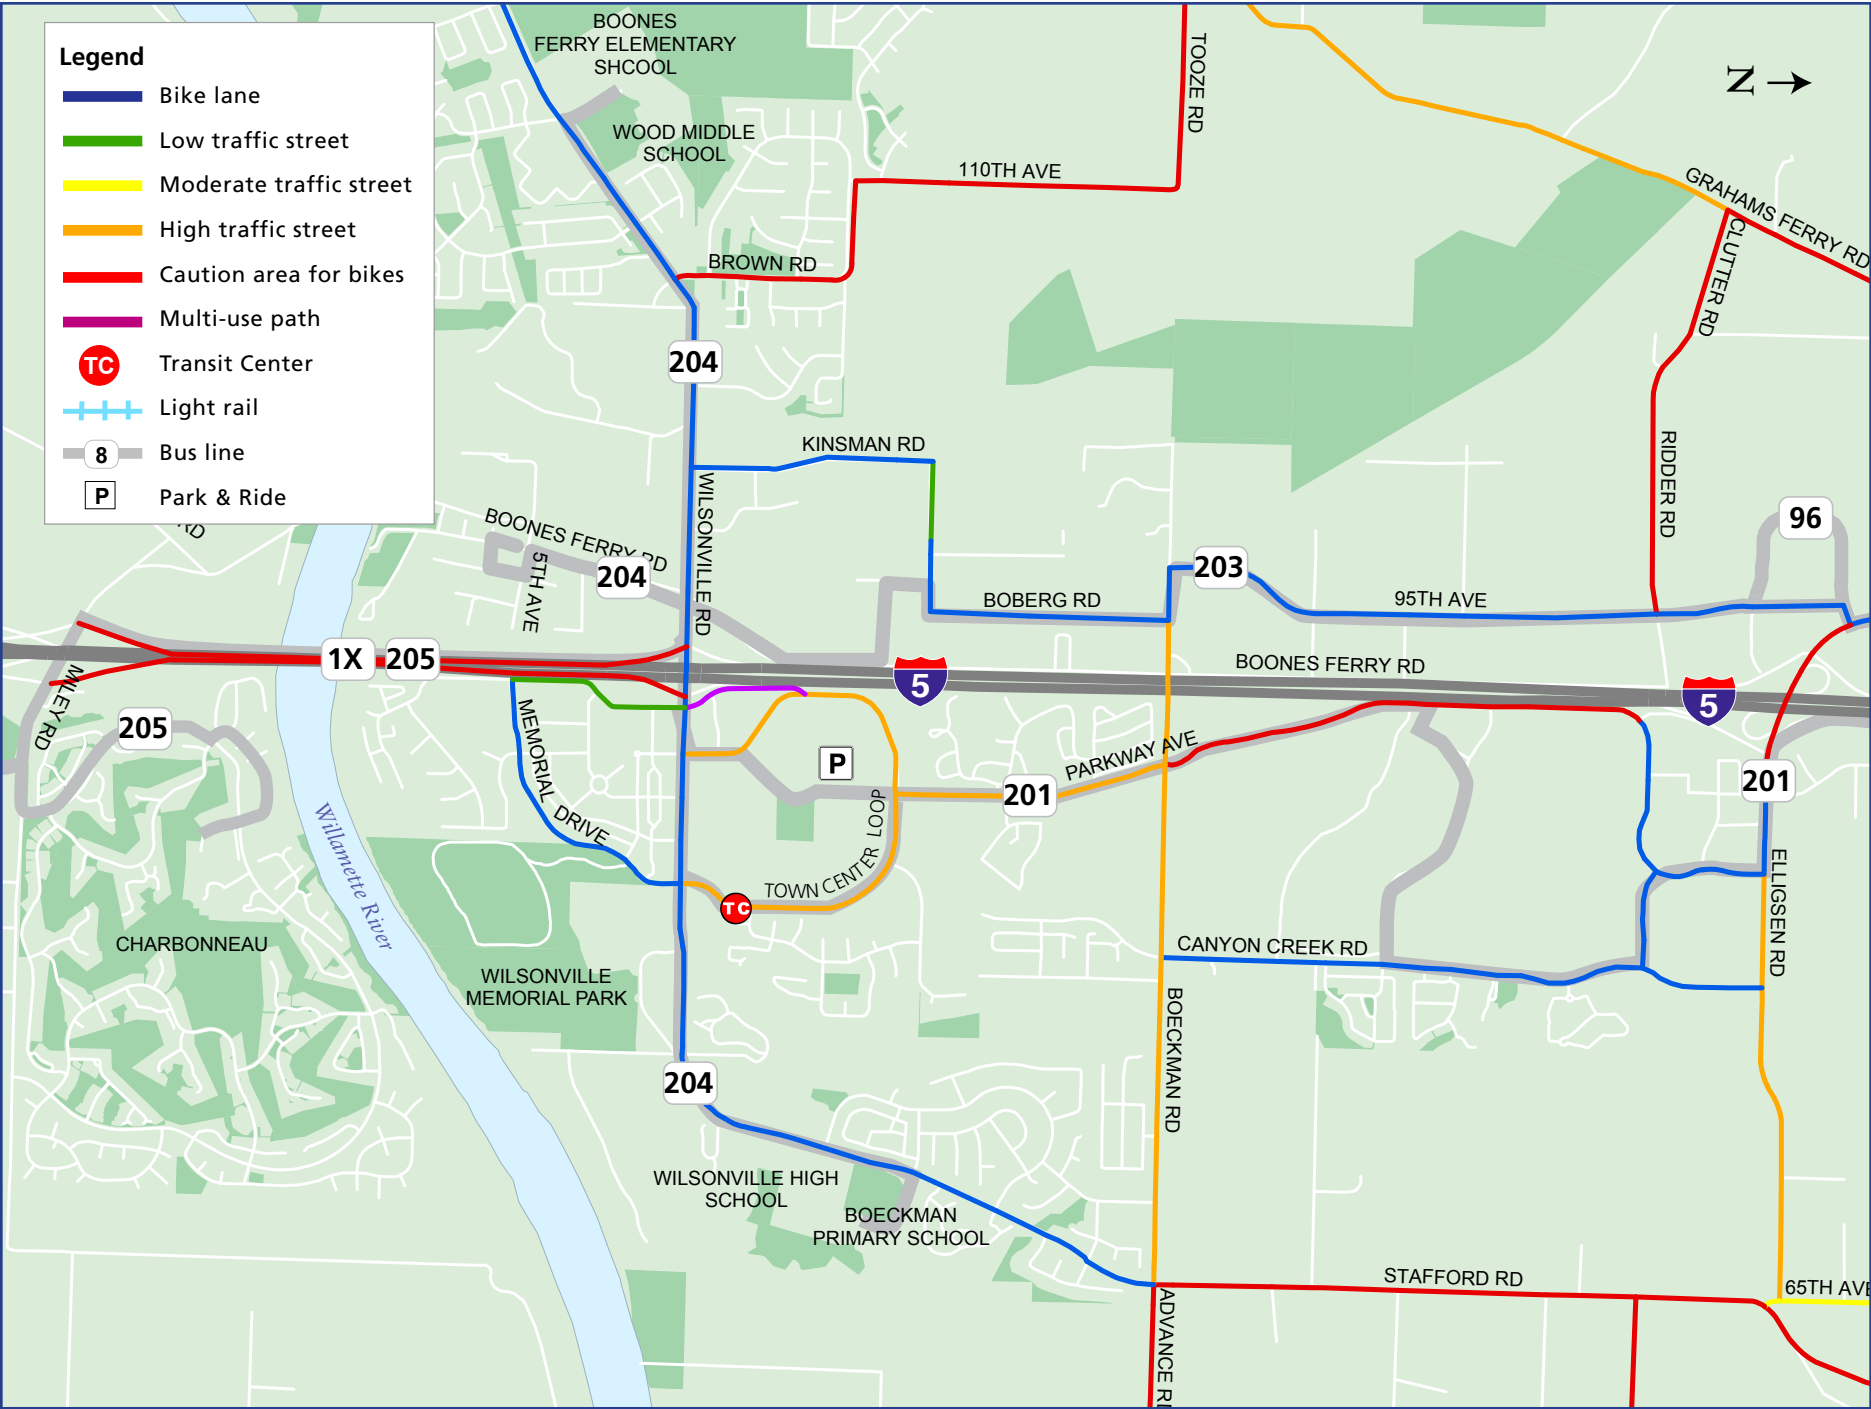 Legend
Bike lane
Low traffic street
Moderate traffic street
High traffic street
Caution area for bikes
Multi-use path
TC
Transit Center
Light rail
8
Bus line
P
Park & Ride
BOONES
FERRY ELEMENTARY
SHCOOL
WOOD MIDDLE
SCHOOL
TOOZE RD
N
110TH AVE
GRAHAMS FERRY RD
CLUTTER RD
BROWN RD
204
KINSMAN RD
RIDDER RD
WILSONVILLE RD
RD
BOONES FERRY RD
5TH AVE
204
96
203
BOBERG RD
95TH AVE
1X
205
BOONES FERRY RD
5
5
MILEY RD
205
MEMORIAL DRIVE
P
PARKWAY AVE
201
201
TOWN CENTER LOOP
TC
Willamette River
ELLIGSEN RD
CHARBONNEAU
WILSONVILLE
MEMORIAL PARK
CANYON CREEK RD
BOECKMAN RD
204
WILSONVILLE HIGH
SCHOOL
BOECKMAN
PRIMARY SCHOOL
STAFFORD RD
65TH AVE
ADVANCE RD